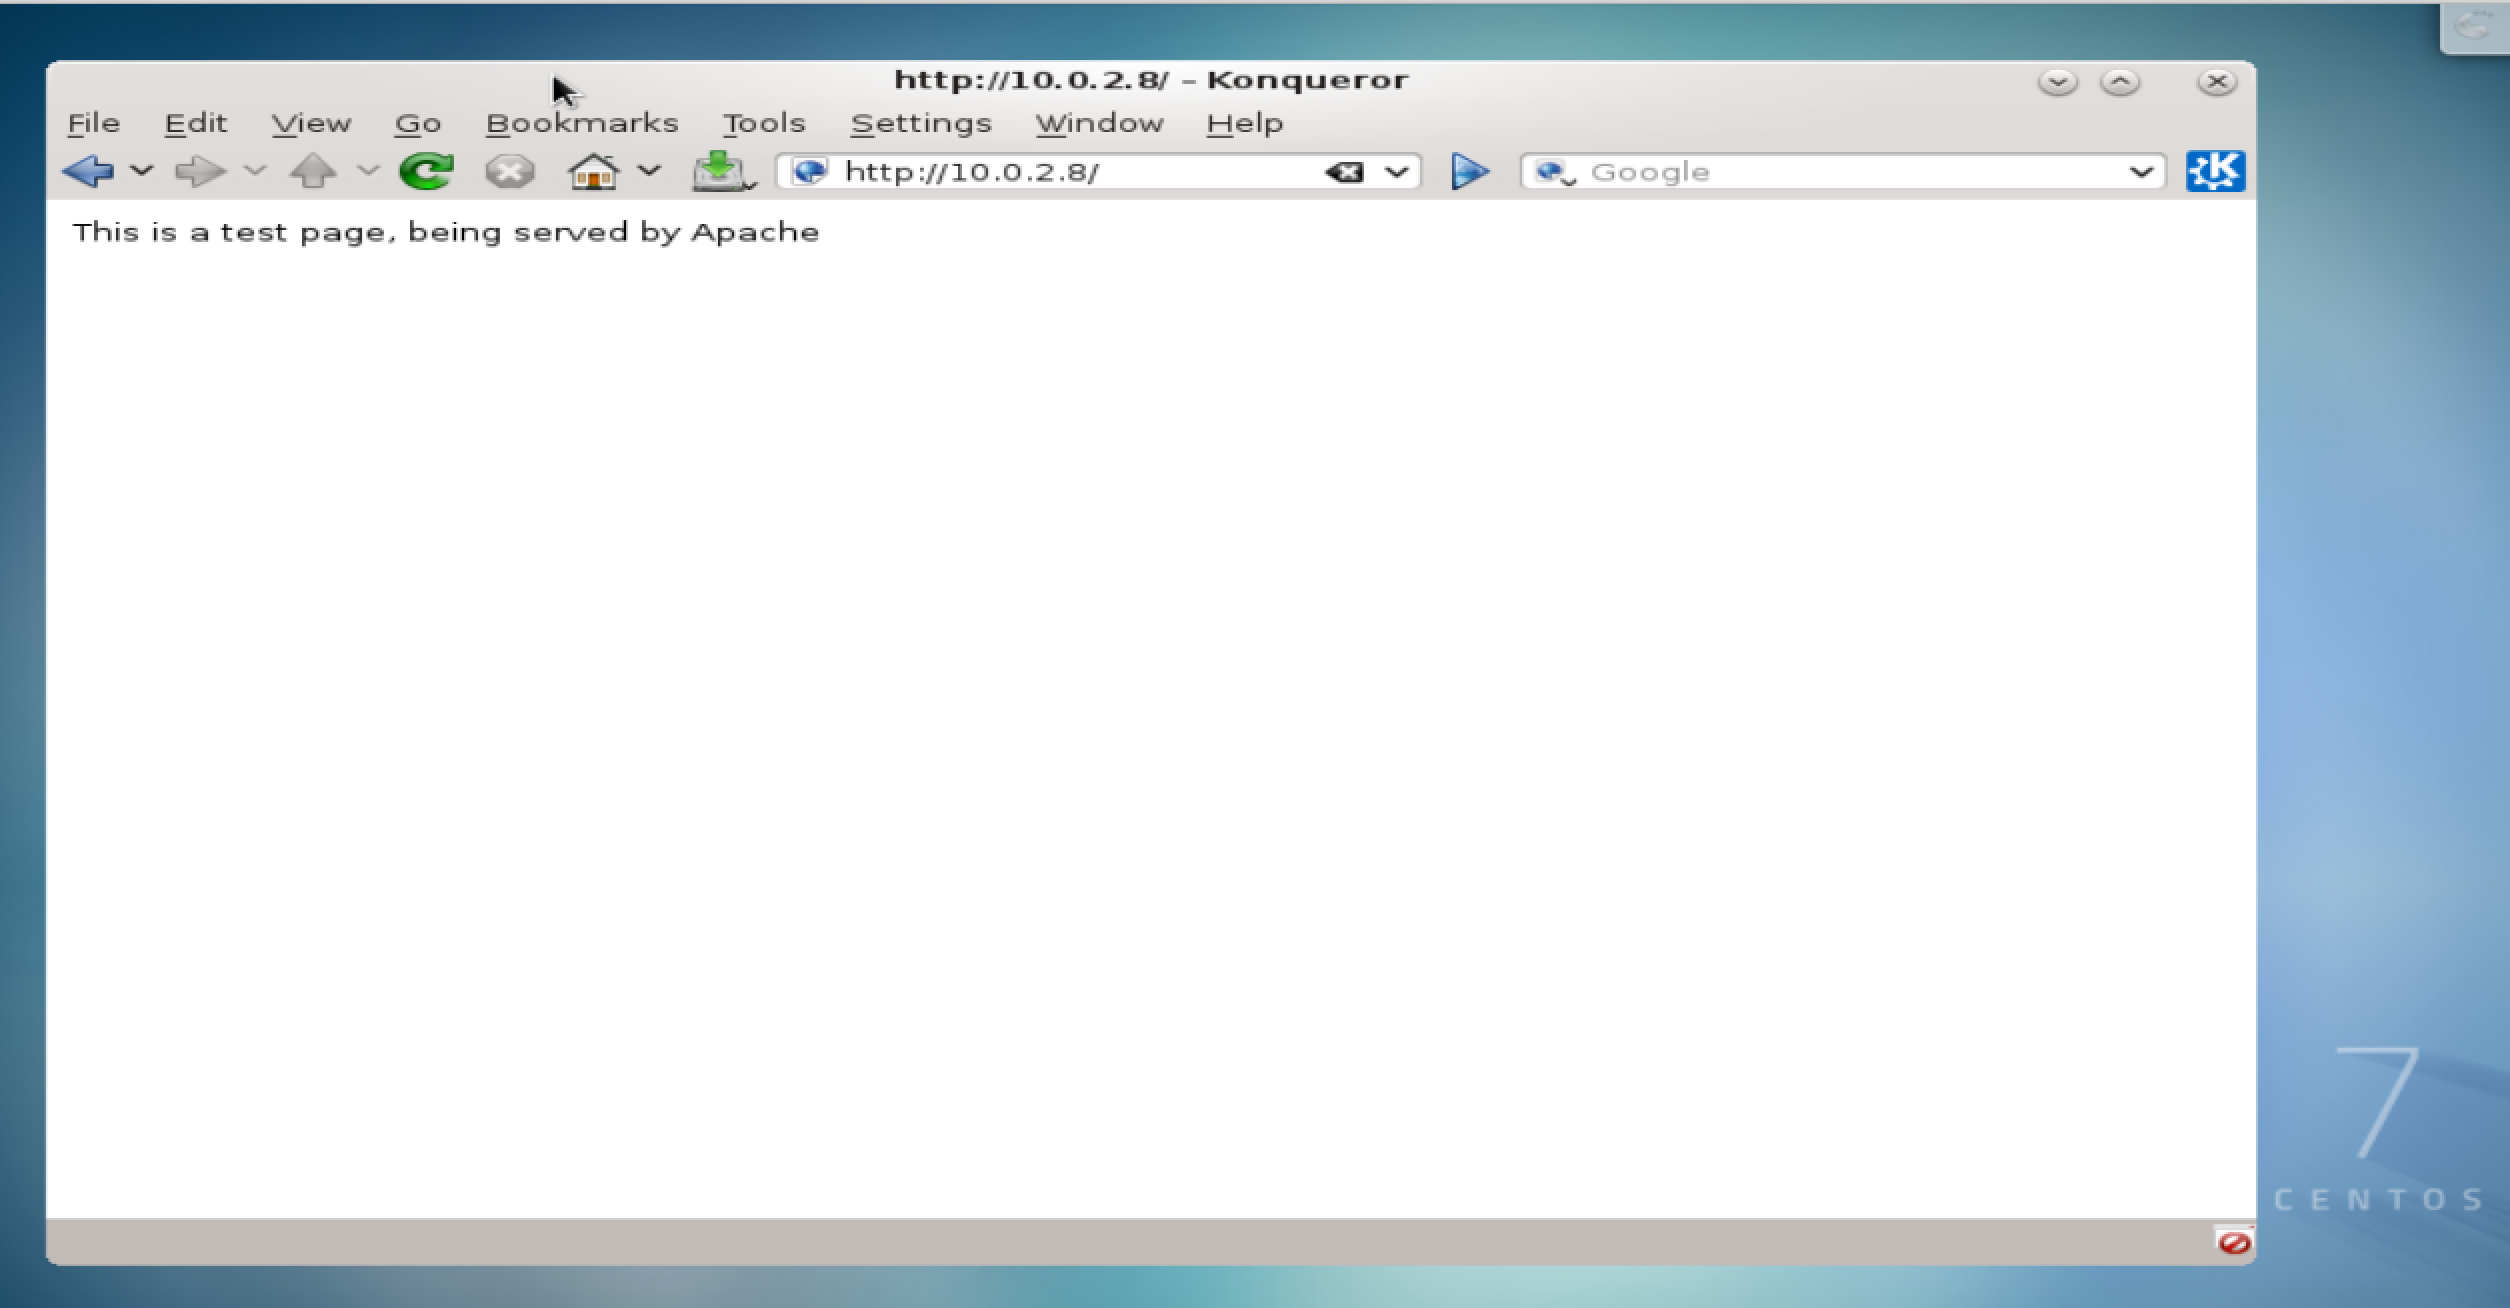 http://10.0.2.8/ – Konqueror
File Edit View Go Bookmarks Tools Settings Window Help
http://10.0.2.8/ Google
This is a test page, being served by Apache
7
CENTOS